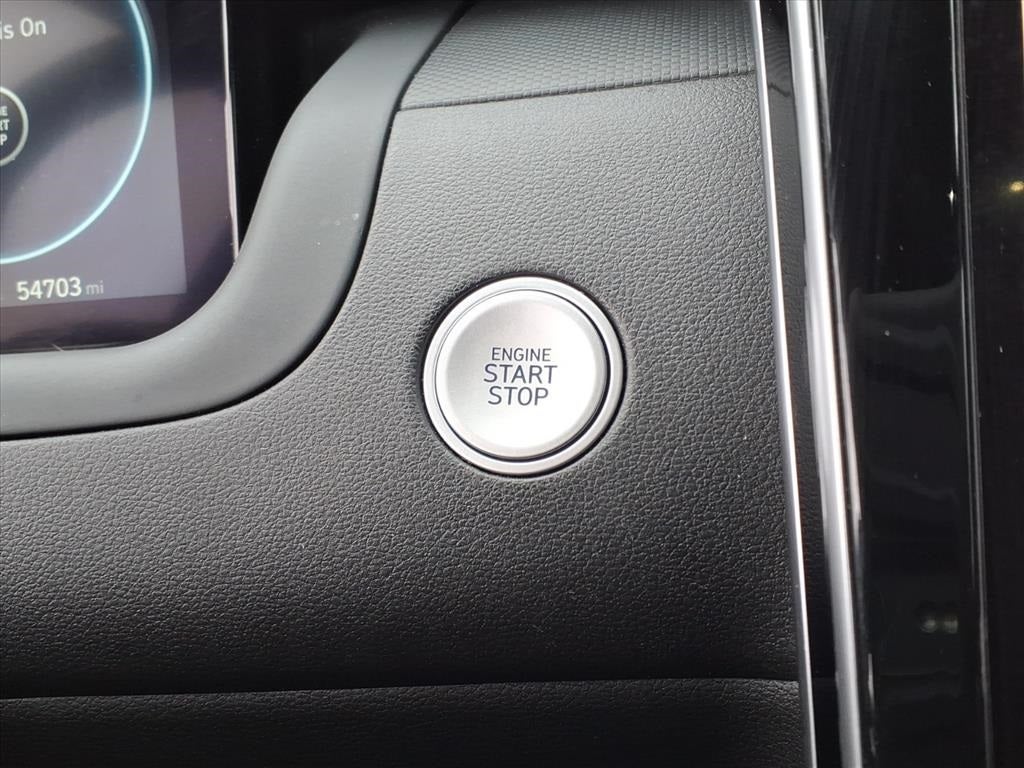 is On
54703 mi
ENGINE
START
STOP